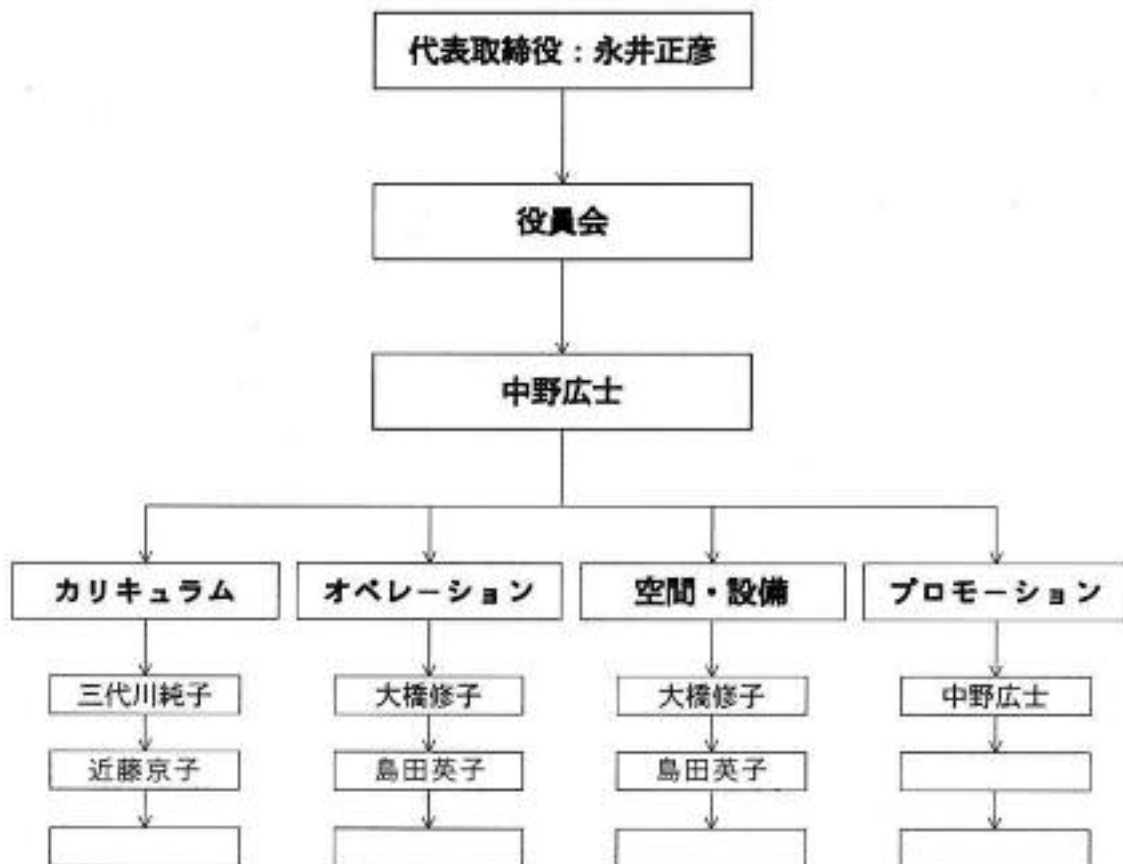 代表取締役：永井正彦
役員会
中野広士
カリキュラム
オペレーション
空間・設備
プロモーション
三代川純子
大橋修子
大橋修子
中野広士
近藤京子
島田英子
島田英子